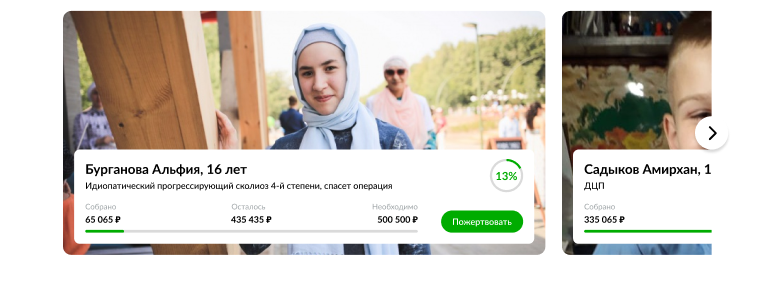 Бурганова Альфия, 16 лет
Идиопатический прогрессирующий сколиоз 4-й степени, спасет операция
13%
Собрано Осталось Необходимо
65 065 ₽ 435 435 ₽ 500 500 ₽
Пожертвовать
Садыков Амирхан, 1
ДЦП
Собрано
335 065 ₽